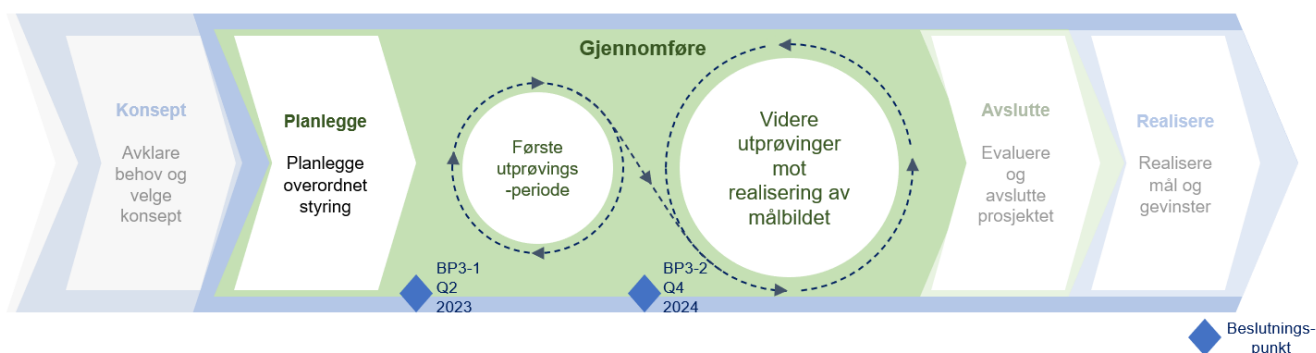 Gjennomføre
Konsept
Avklare
behov og
velge
konsept
Planlegge
Planlegge
overordnet
styring
Første
utprøvings
-periode
Videre
utprøvinger
mot
realisering av
målbildet
Avslutte
Evaluere
og
avslutte
prosjektet
Realisere
Realisere
mål og
gevinster
BP3-1
Q2
2023
BP3-2
Q4
2024
Beslutnings-
punkt